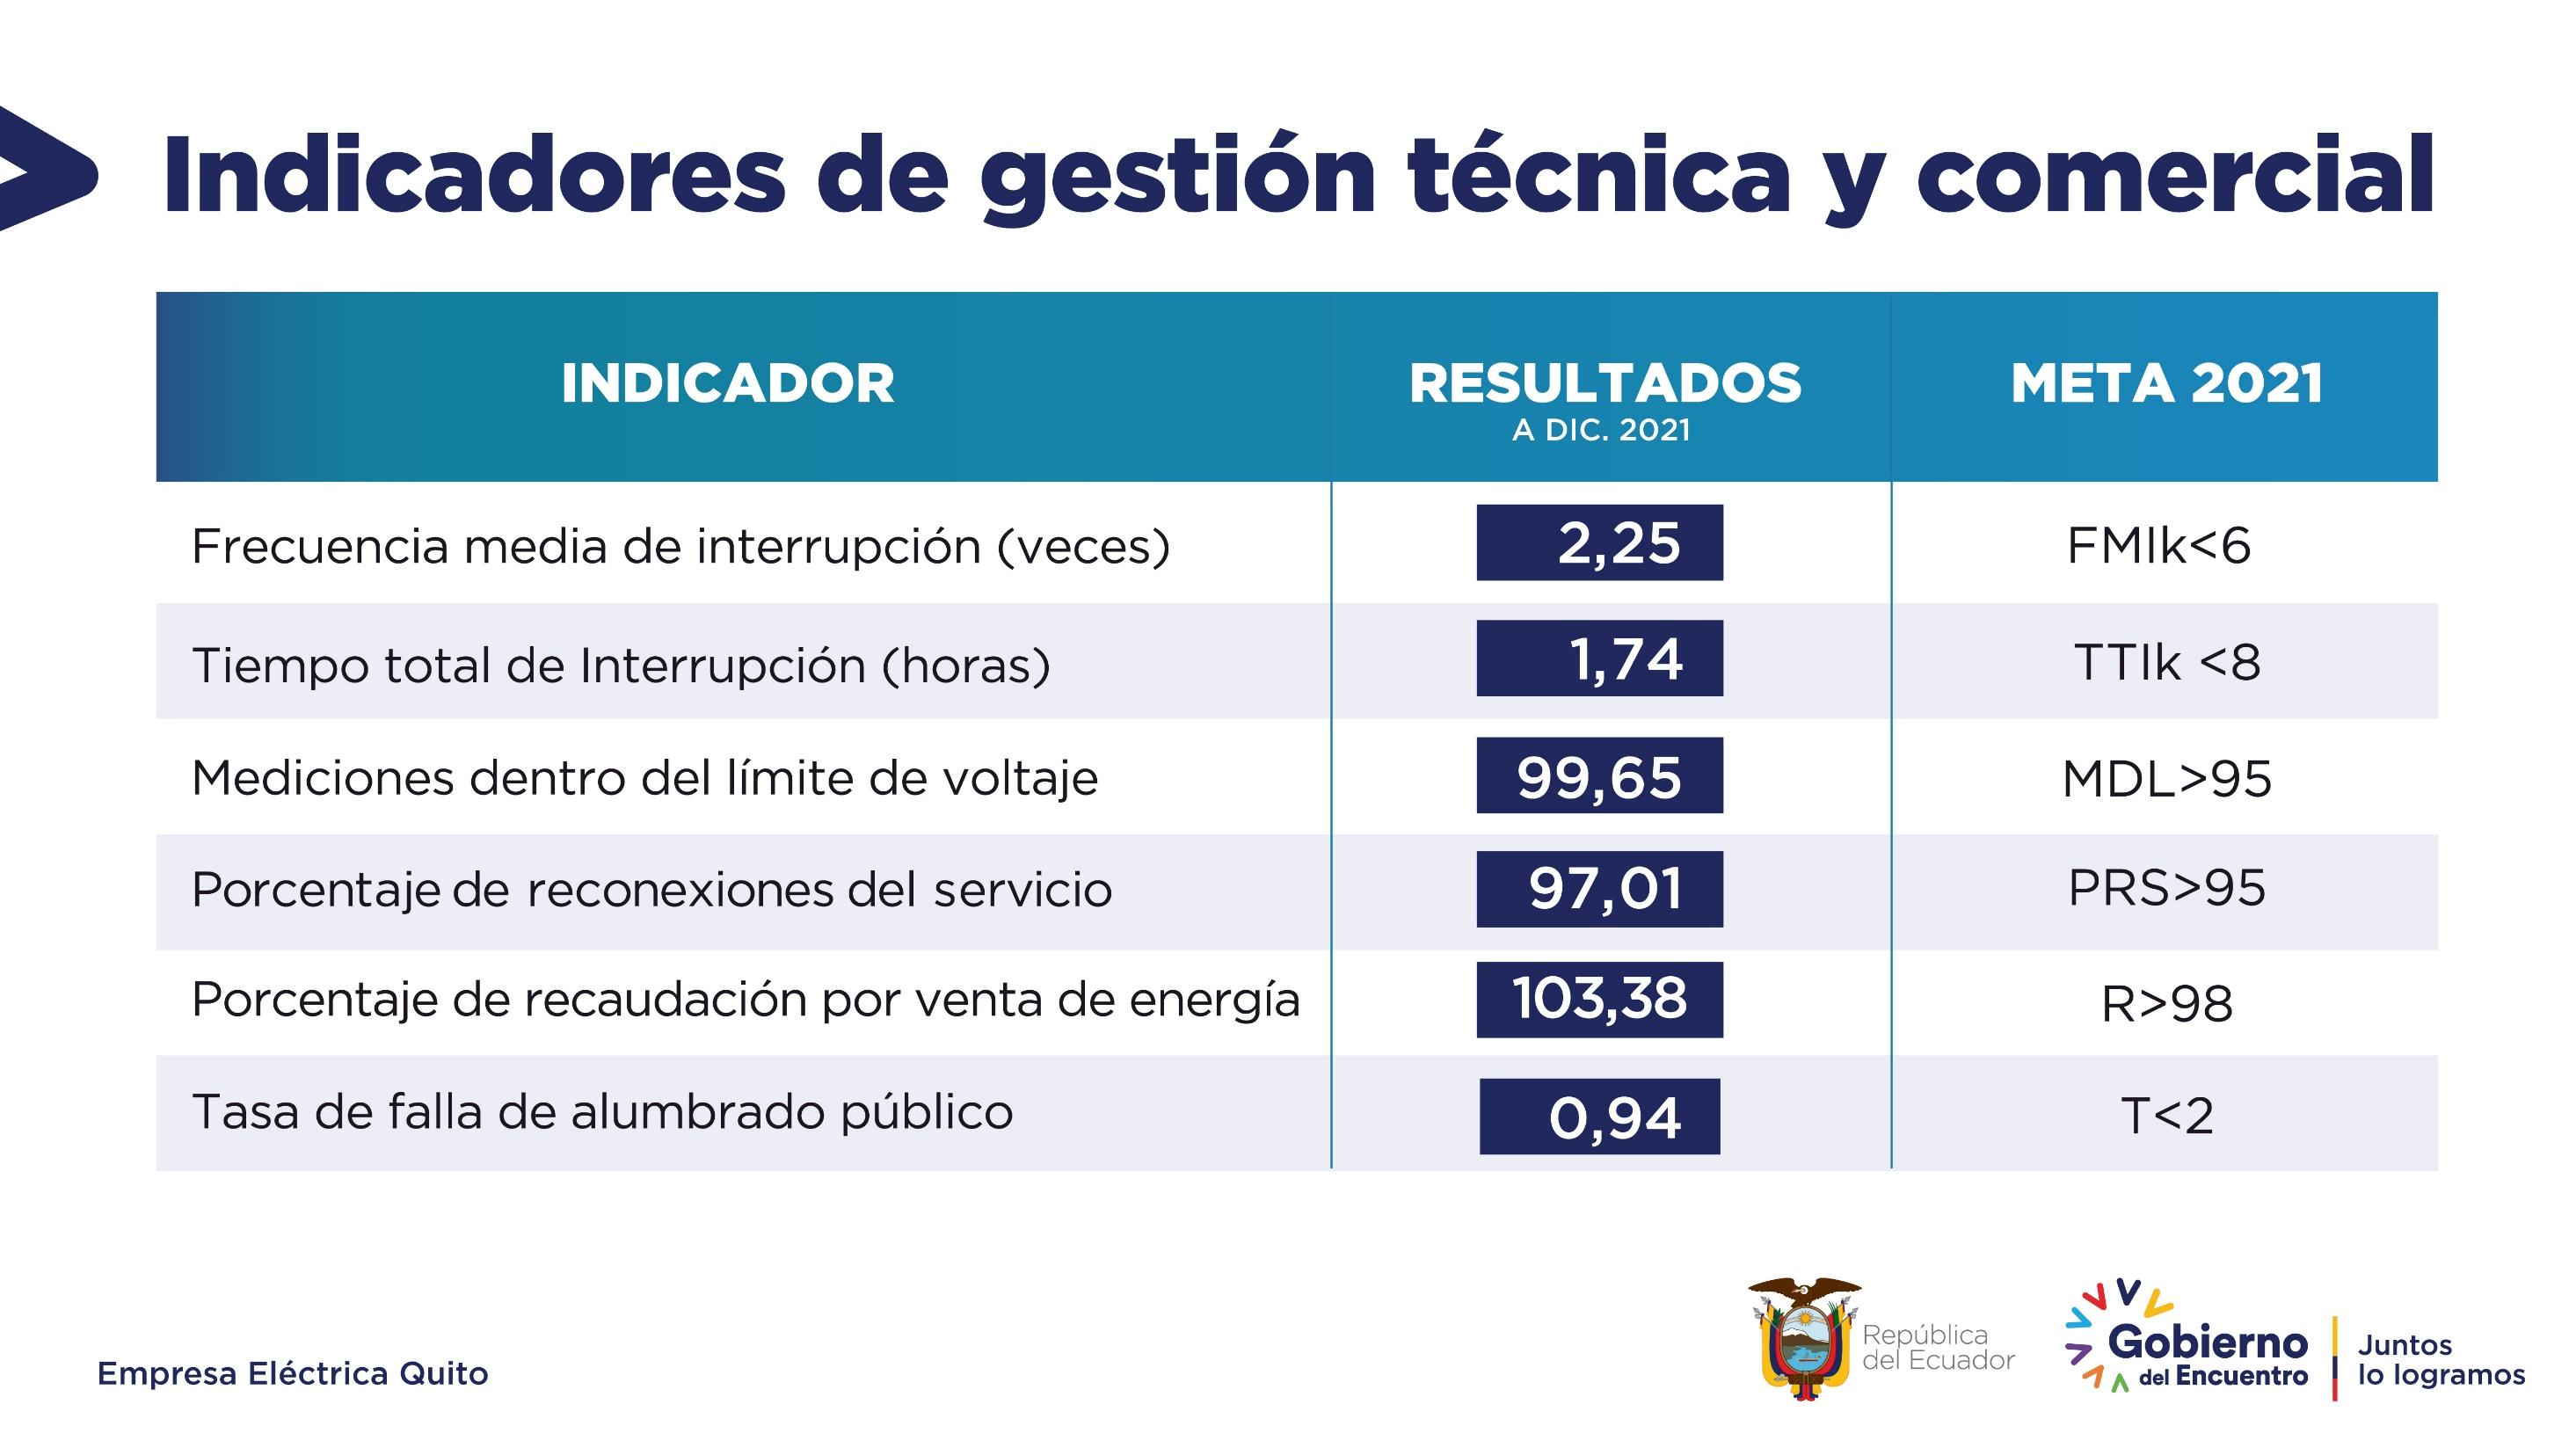 Indicadores de gestión técnica y comercial
INDICADOR RESULTADOS META 2021
A DIC. 2021
Frecuencia media de interrupción (veces) 2,25 FMIk<6
Tiempo total de Interrupción (horas) 1,74 TTIk <8
Mediciones dentro del límite de voltaje 99,65 MDL>95
Porcentaje de reconexiones del servicio 97,01 PRS>95
Porcentaje de recaudación por venta de energía 103,38 R>98
Tasa de falla de alumbrado público 0,94 T<2
Empresa Eléctrica Quito
República
del Ecuador
Gobierno
del Encuentro
Juntos
lo logramos